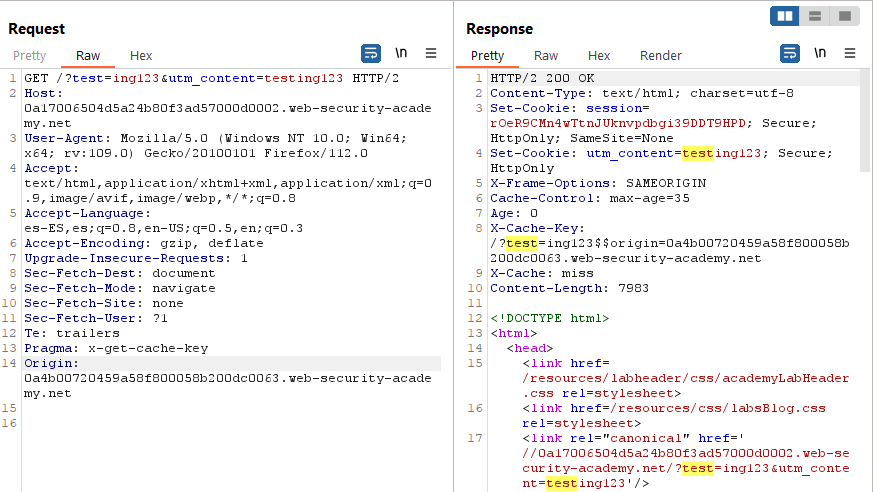 Request
Pretty Raw Hex \n
1 GET /?test=ing123&utm_content=testing123 HTTP/2
2 Host:
0a17006504d5a24b80f3ad57000d0002.web-security-acade
my.net
3 User-Agent: Mozilla/5.0 (Windows NT 10.0; Win64;
x64; rv:109.0) Gecko/20100101 Firefox/112.0
4 Accept:
text/html,application/xhtml+xml,application/xml;q=0
.9,image/avif,image/webp,*/*;q=0.8
5 Accept-Language:
es-ES,es;q=0.8,en-US;q=0.5,en;q=0.3
6 Accept-Encoding: gzip, deflate
7 Upgrade-Insecure-Requests: 1
8 Sec-Fetch-Dest: document
9 Sec-Fetch-Mode: navigate
10 Sec-Fetch-Site: none
11 Sec-Fetch-User: ?1
12 Te: trailers
13 Pragma: x-get-cache-key
14 Origin:
0a4b00720459a58f800058b200dc0063.web-security-acade
my.net
15
16
Response
Pretty Raw Hex Render \n
1 HTTP/2 200 OK
2 Content-Type: text/html; charset=utf-8
3 Set-Cookie: session=
rOeR9CMn4wTtnJUknvpdbgi39DDT9HPD; Secure;
HttpOnly; SameSite=None
4 Set-Cookie: utm_content=testing123; Secure;
HttpOnly
5 X-Frame-Options: SAMEORIGIN
6 Cache-Control: max-age=35
7 Age: 0
8 X-Cache-Key:
/?test=ing123$$origin=0a4b00720459a58f800058b
200dc0063.web-security-academy.net
9 X-Cache: miss
10 Content-Length: 7983
11
12 <!DOCTYPE html>
13 <html>
14 <head>
15 <link href=
/resources/labheader/css/academyLabHeader
.css rel=stylesheet>
16 <link href=/resources/css/labsBlog.css
rel=stylesheet>
17 <link rel="canonical" href='
//0a17006504d5a24b80f3ad57000d0002.web-se
curity-academy.net/?test=ing123&utm_conte
nt=testing123'/>